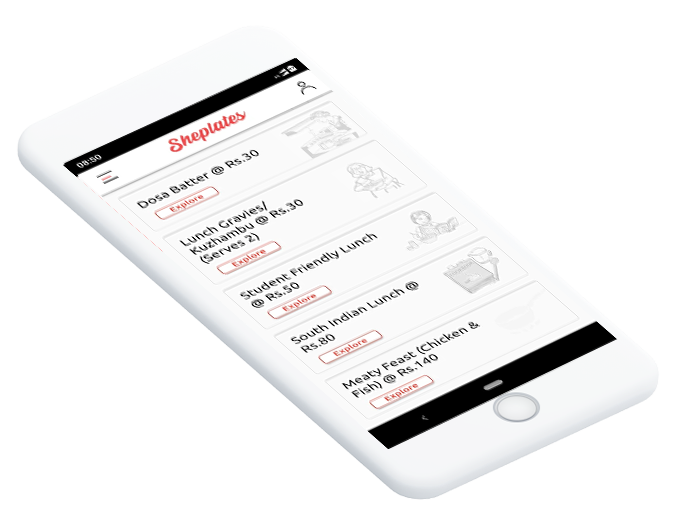 08:50
Sheplates
Dosa Batter @ Rs.30
Explore
Lunch Gravies/
Kuzhambu @ Rs.30
(Serves 2)
Explore
Student Friendly Lunch
@ Rs.50
Explore
South Indian Lunch @
Rs.80
Explore
Meaty Feast (Chicken &
Fish) @ Rs.140
Explore